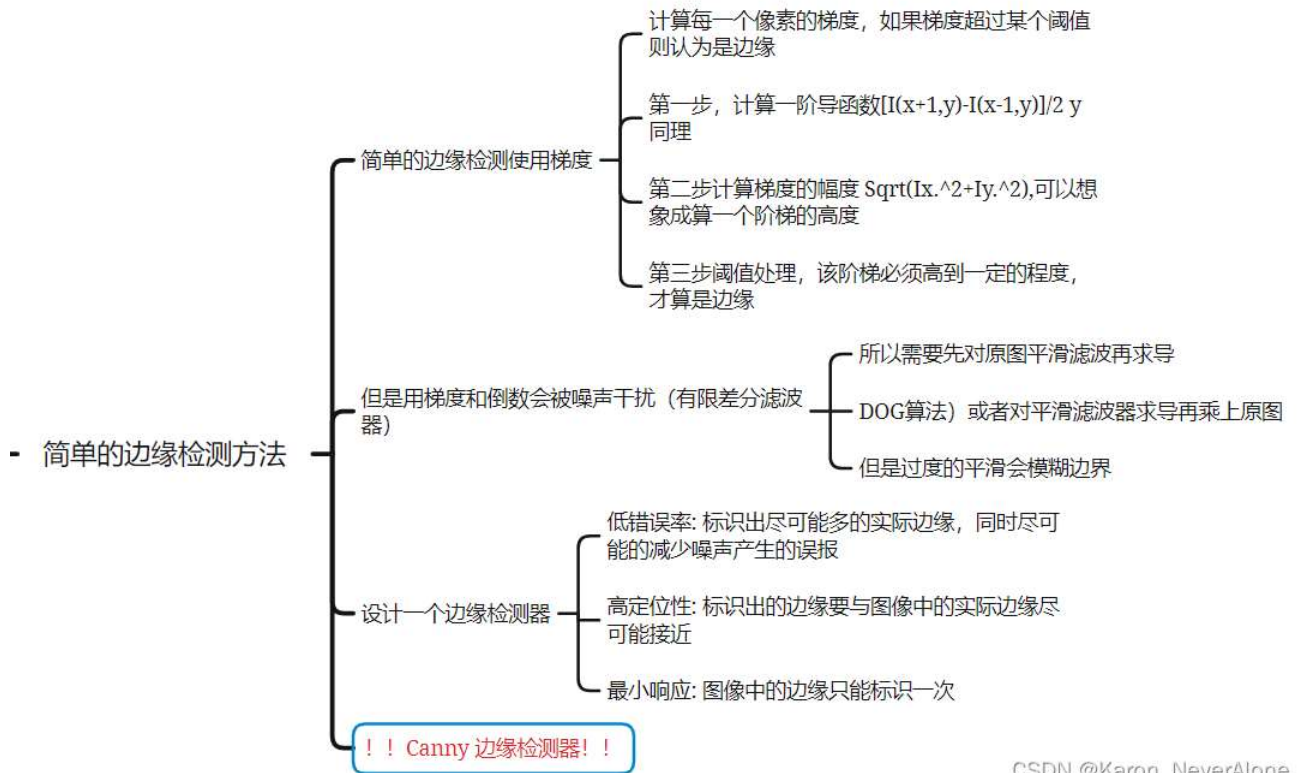 简单的边缘检测方法
简单的边缘检测使用梯度
计算每一个像素的梯度，如果梯度超过某个阈值
则认为是边缘
第一步，计算一阶导函数[I(x+1,y)-I(x-1,y)]/2 y
同理
第二步计算梯度的幅度 Sqrt(Ix.^2+Iy.^2),可以想
象成算一个阶梯的高度
第三步阈值处理，该阶梯必须高到一定的程度，
才算是边缘
但是用梯度和倒数会被噪声干扰（有限差分滤波
器）
所以需要先对原图平滑滤波再求导
DOG算法）或者对平滑滤波器求导再乘上原图
但是过度的平滑会模糊边界
设计一个边缘检测器
低错误率: 标识出尽可能多的实际边缘，同时尽可
能的减少噪声产生的误报
高定位性: 标识出的边缘要与图像中的实际边缘尽
可能接近
最小响应: 图像中的边缘只能标识一次
！！Canny 边缘检测器！！
CSDN @Karon_NeverAlone